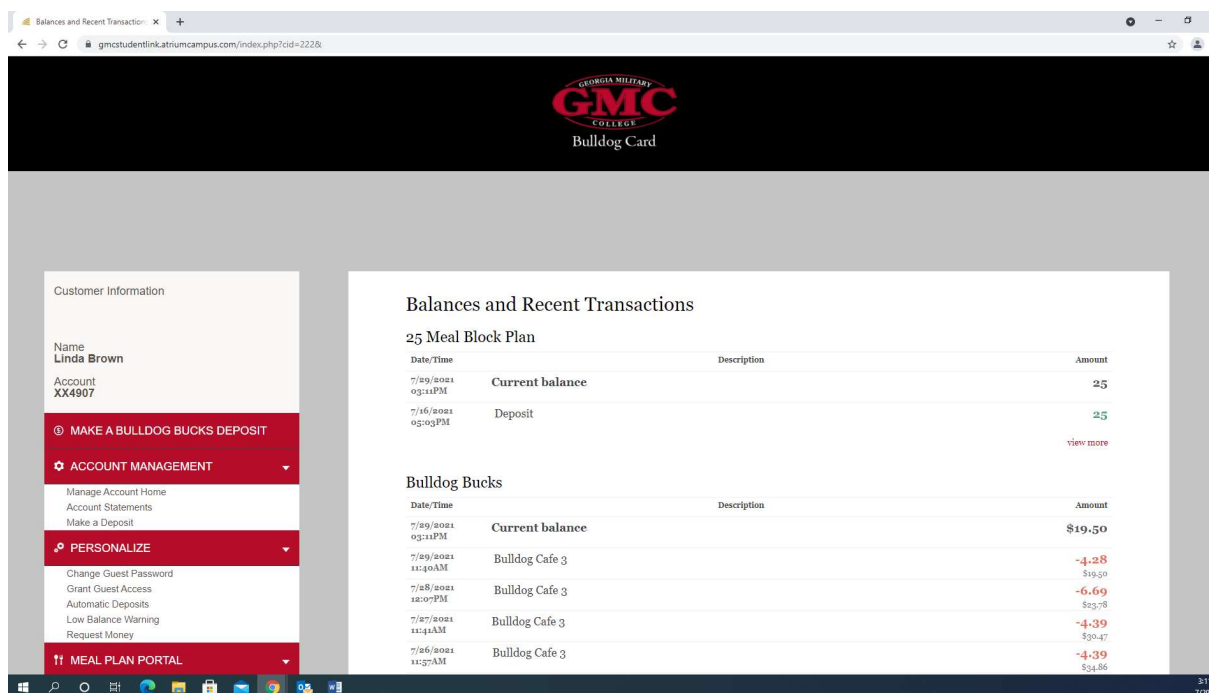 Balances and Recent Transaction
gmcstudentlink.atriumcampus.com/index.php?cid=222&
GEORGIA MILITARY
GMC
COLLEGE
Bulldog Card
Customer Information
Name
Linda Brown
Account
XX4907
MAKE A BULLDOG BUCKS DEPOSIT
ACCOUNT MANAGEMENT
Manage Account Home
Account Statements
Make a Deposit
PERSONALIZE
Change Guest Password
Grant Guest Access
Automatic Deposits
Low Balance Warning
Request Money
MEAL PLAN PORTAL
Balances and Recent Transactions
25 Meal Block Plan
Date/Time Description Amount
7/29/2021 03:11PM Current balance 25
7/16/2021 05:03PM Deposit 25
view more
Bulldog Bucks
Date/Time Description Amount
7/29/2021 03:11PM Current balance $19.50
7/29/2021 11:40AM Bulldog Cafe 3 -4.28
$19.50
7/28/2021 12:07PM Bulldog Cafe 3 -6.69
$23.78
7/27/2021 11:41AM Bulldog Cafe 3 -4.39
$30.47
7/26/2021 11:57AM Bulldog Cafe 3 -4.39
$34.86